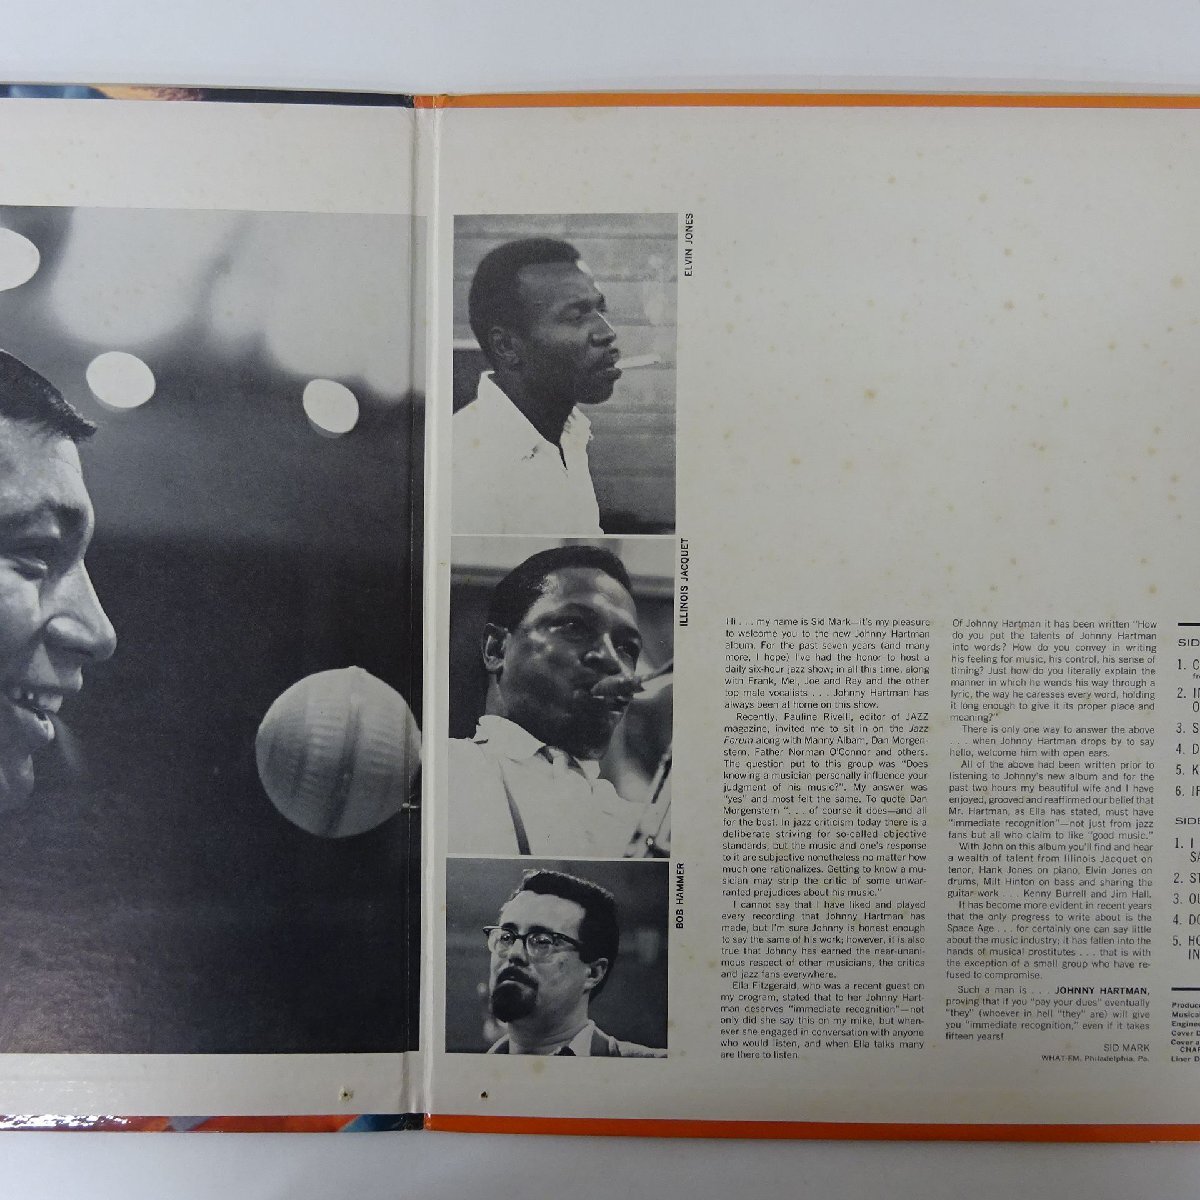 ELVIN JONES
ILLINOIS JACQUET
BOB HAMMER
Hi . . . my name is Sid Mark—it's my pleasure
to welcome you to the new Johnny Hartman
album. For the past seven years (and many
more, I hope) I've had the honor to host a
daily six-hour jazz show; in all this time, along
with Frank, Mel, Joe and Ray and the other
top male vocalists . . . Johnny Hartman has
always been at home on this show.
Recently, Pauline Rivelli, editor of JAZZ
magazine, invited me to sit in on the Jazz
Forum along with Manny Albam, Dan Morgen-
stern, Father Norman O'Connor and others.
The question put to this group was "Does
knowing a musician personally influence your
judgment of his music?". My answer was
"yes" and most felt the same. To quote Dan
Morgenstern ". . . of course it does—and all
for the best. In jazz criticism today there is a
deliberate striving for so-called objective
standards, but the music and one's response
to it are subjective nonetheless no matter how
much one rationalizes. Getting to know a mu-
sician may strip the critic of some unwar-
ranted prejudices about his music."
I cannot say that I have liked and played
every recording that Johnny Hartman has
made, but I'm sure Johnny is honest enough
to say the same of his work; however, it is also
true that Johnny has earned the near-unani-
mous respect of other musicians, the critics
and jazz fans everywhere.
Ella Fitzgerald, who was a recent guest on
my program, stated that to her Johnny Hart-
man deserves "immediate recognition"—not
only did she say this on my mike, but when-
ever she engaged in conversation with anyone
who would listen, and when Ella talks many
are there to listen.
Of Johnny Hartman it has been written "How
do you put the talents of Johnny Hartman
into words? How do you convey in writing
his feeling for music, his control, his sense of
timing? Just how do you literally explain the
manner in which he wends his way through a
lyric, the way he caresses every word, holding
it long enough to give it its proper place and
meaning?"
There is only one way to answer the above
. . . when Johnny Hartman drops by to say
hello, welcome him with open ears.
All of the above had been written prior to
listening to Johnny's new album and for the
past two hours my beautiful wife and I have
enjoyed, grooved and reaffirmed our belief that
Mr. Hartman, as Ella has stated, must have
"immediate recognition"—not just from jazz
fans but all who claim to like "good music."
With John on this album you'll find and hear
a wealth of talent from Illinois Jacquet on
tenor, Hank Jones on piano, Elvin Jones on
drums, Milt Hinton on bass and sharing the
guitar work . . . Kenny Burrell and Jim Hall.
It has become more evident in recent years
that the only progress to write about is the
Space Age . . . for certainly one can say little
about the music industry; it has fallen into the
hands of musical prostitutes . . . that is with
the exception of a small group who have re-
fused to compromise.
Such a man is . . . JOHNNY HARTMAN,
proving that if you "pay your dues" eventually
"they" (whoever in hell "they" are) will give
you "immediate recognition," even if it takes
fifteen years!
SID MARK
WHAT-FM, Philadelphia, Pa.
SID
1. C
fr
2. I
O
3. S
4. D
5. K
6. IF
SIDE
1. I
SA
2. ST
3. OU
4. DO
5. HO
IN
Produc
Musical
Engine
Cover D
Cover a
CHAR
Liner D